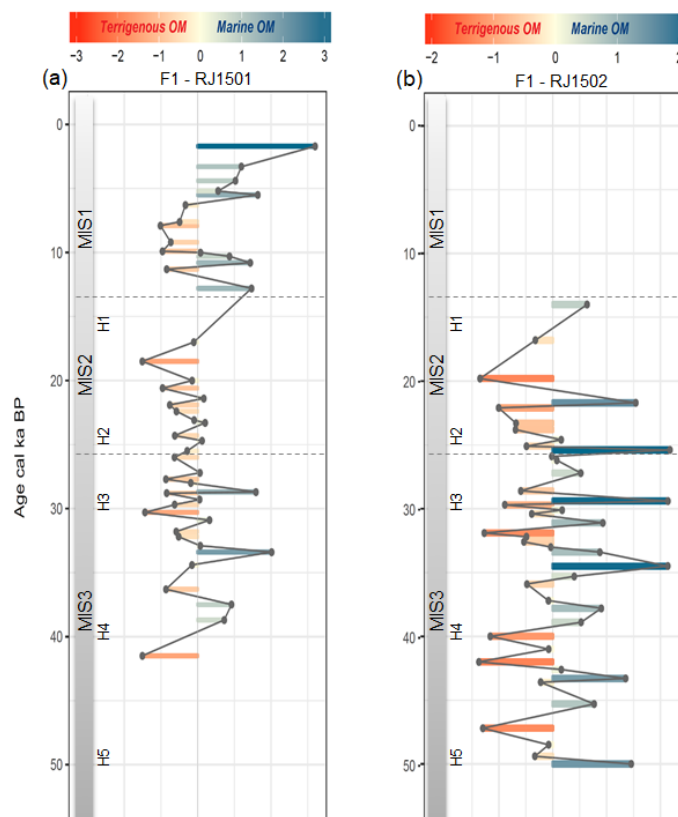 Terrigenous OM Marine OM
−3 −2 −1 0 1 2 3
(a) F1 - RJ1501
Terrigenous OM Marine OM
−2 −1 0 1 2
(b) F1 - RJ1502
Age cal ka BP
0
10
20
30
40
50
MIS1
MIS2
MIS3
H1
H2
H3
H4
H5
0
10
20
30
40
50
MIS1
MIS2
MIS3
H1
H2
H3
H4
H5